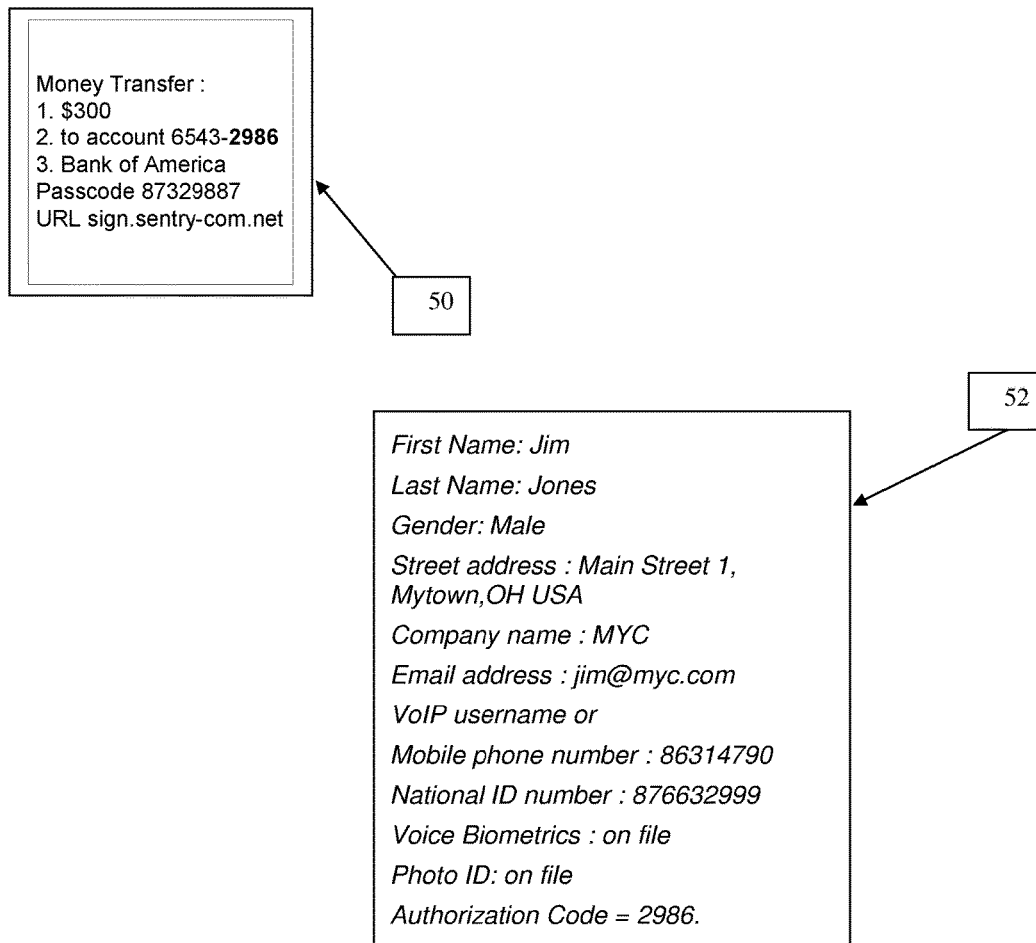 Money Transfer :
1. $300
2. to account 6543-2986
3. Bank of America
Passcode 87329887
URL sign.sentry-com.net
50
52
First Name: Jim
Last Name: Jones
Gender: Male
Street address : Main Street 1,
Mytown,OH USA
Company name : MYC
Email address : jim@myc.com
VoIP username or
Mobile phone number : 86314790
National ID number : 876632999
Voice Biometrics : on file
Photo ID: on file
Authorization Code = 2986.